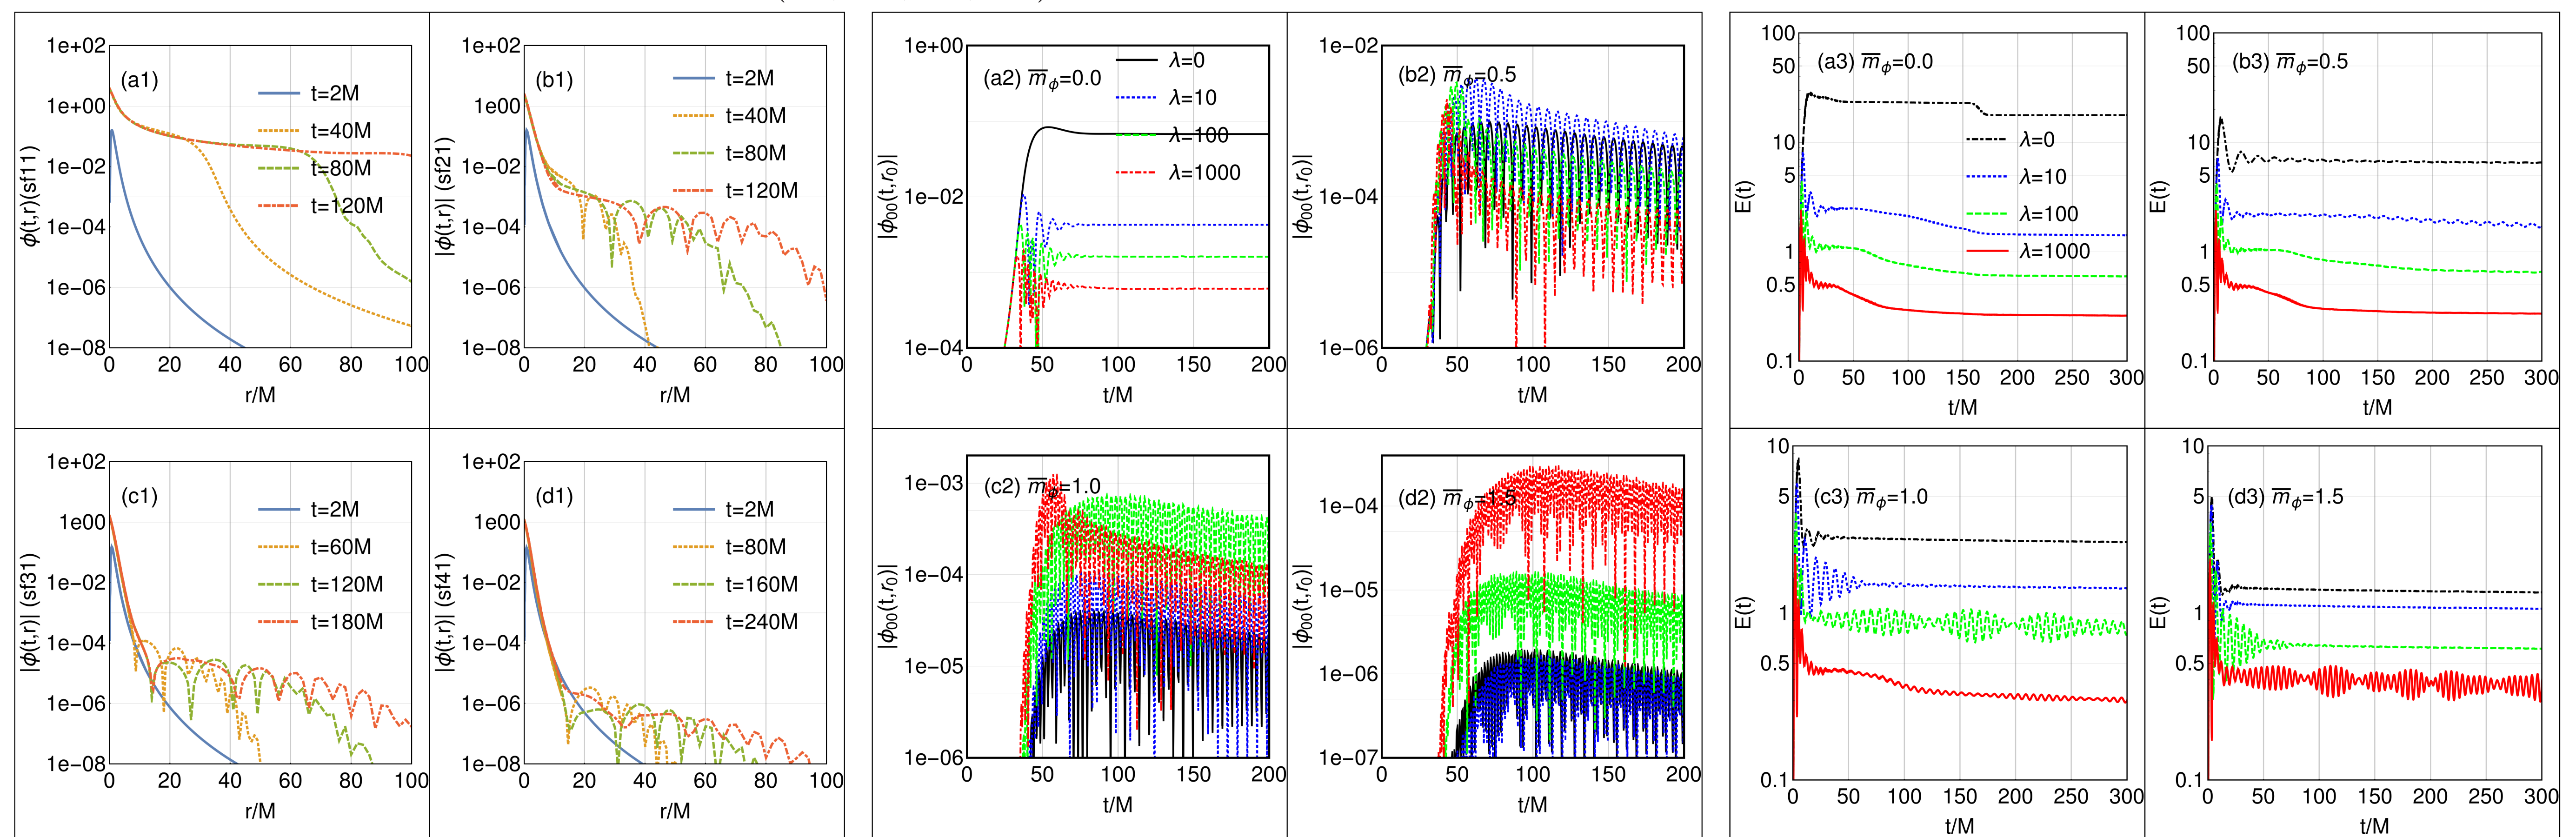 (a1)
1e+02
1e+00
1e−02
1e−04
1e−06
1e−08
ϕ(t,r)(sf11)
t=2M
t=40M
t=80M
t=120M
0 20 40 60 80 100
r/M
(b1)
1e+02
1e+00
1e−02
1e−04
1e−06
1e−08
|ϕ(t,r)| (sf21)
t=2M
t=40M
t=80M
t=120M
0 20 40 60 80 100
r/M
(c1)
1e+02
1e+00
1e−02
1e−04
1e−06
1e−08
|ϕ(t,r)| (sf31)
t=2M
t=60M
t=120M
t=180M
0 20 40 60 80 100
r/M
(d1)
1e+02
1e+00
1e−02
1e−04
1e−06
1e−08
|ϕ(t,r)| (sf41)
t=2M
t=80M
t=160M
t=240M
0 20 40 60 80 100
r/M
(a2) m̅ϕ=0.0
1e+00
1e−02
1e−04
|ϕ₀₀(t,r₀)|
λ=0
λ=10
λ=100
λ=1000
0 50 100 150 200
t/M
(b2) m̅ϕ=0.5
1e−02
1e−04
1e−06
|ϕ₀₀(t,r₀)|
0 50 100 150 200
t/M
(c2) m̅ϕ=1.0
1e−03
1e−04
1e−05
1e−06
|ϕ₀₀(t,r₀)|
0 50 100 150 200
t/M
(d2) m̅ϕ=1.5
1e−04
1e−05
1e−06
1e−07
|ϕ₀₀(t,r₀)|
0 50 100 150 200
t/M
(a3) m̅ϕ=0.0
100
50
10
5
1
0.5
0.1
E(t)
λ=0
λ=10
λ=100
λ=1000
0 50 100 150 200 250 300
t/M
(b3) m̅ϕ=0.5
100
50
10
5
1
0.5
0.1
E(t)
0 50 100 150 200 250 300
t/M
(c3) m̅ϕ=1.0
10
5
1
0.5
0.1
E(t)
0 50 100 150 200 250 300
t/M
(d3) m̅ϕ=1.5
10
5
1
0.5
0.1
E(t)
0 50 100 150 200 250 300
t/M